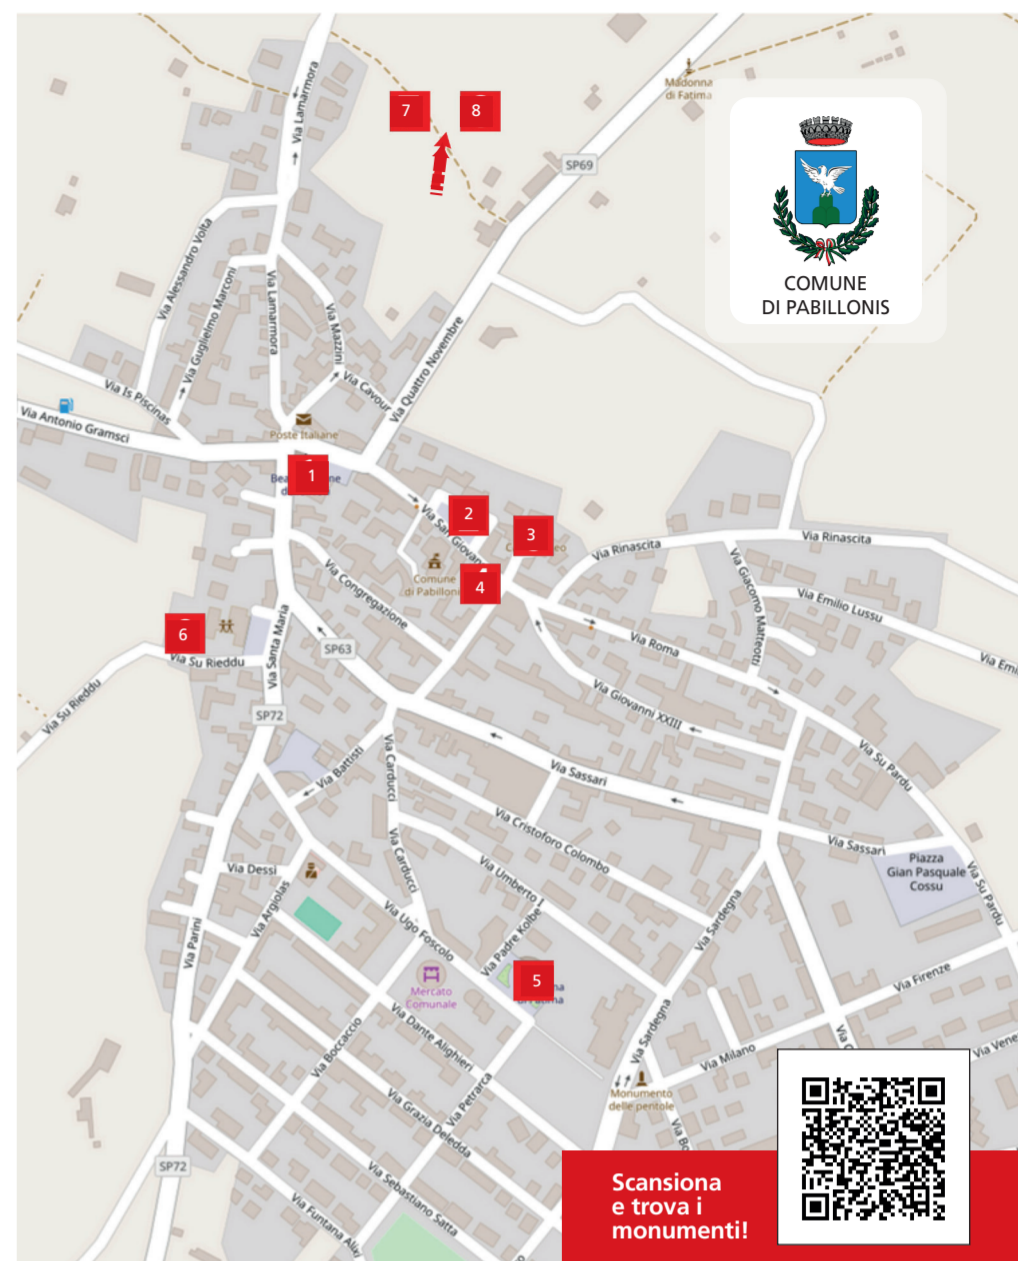 Via Lamarmora
7
8
SP69
Madonna
di Fatima
COMUNE
DI PABILLONIS
Via Alessandro Volta
Via Guglielmo Marconi
Via Lamarmora
Via Mazzini
Via Cavour
Via Quattro Novembre
Via Is Piscinas
Via Antonio Gramsci
Poste Italiane
1
2
Via San Giovanni
3
Comune
di Pabillonis
4
Via Rinascita
Via Rinascita
Via Congregazione
Via Giacomo Matteotti
Via Emilio Lussu
Via Emi
6
Via Su Rieddu
Via Su Rieddu
Via Santa Maria
SP63
Via Roma
SP72
Via Giovanni XXIII
Via Su Pardu
Via Battisti
Via Carducci
Via Sassari
Via Cristoforo Colombo
Via Sassari
Piazza
Gian Pasquale
Cossu
Via Su Pardu
Via Carducci
Via Umberto I
Via Dessi
Via Argiolas
Via Parini
Via Ugo Foscolo
Via Padre Kolbe
Via Sardegna
5
di Fatima
Mercato
Comunale
Via Firenze
Via Dante Alighieri
Via Boccaccio
Via Petrarca
Via Sardegna
Via Milano
Via Vene
Monumento
delle pentole
Via Grazia Deledda
SP72
Via Sebastiano Satta
Via Funtana
Scansiona
e trova i
monumenti!